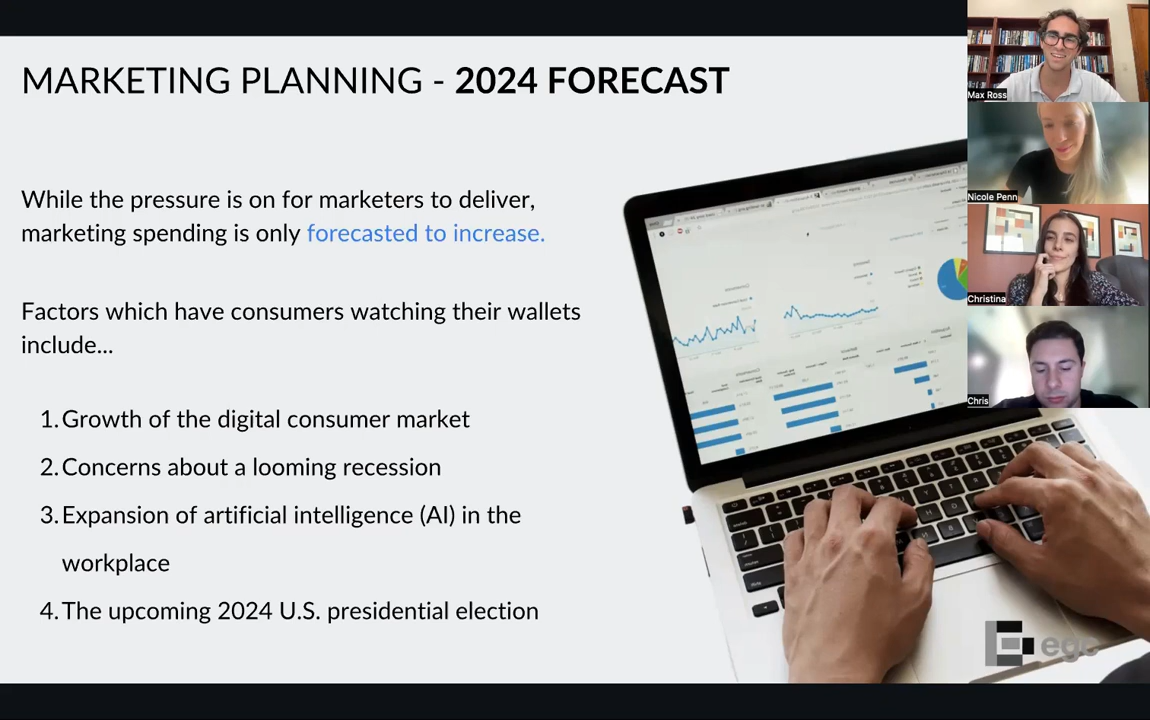 MARKETING PLANNING - 2024 FORECAST
While the pressure is on for marketers to deliver,
marketing spending is only forecasted to increase.
Factors which have consumers watching their wallets
include...
1. Growth of the digital consumer market
2. Concerns about a looming recession
3. Expansion of artificial intelligence (AI) in the
workplace
4. The upcoming 2024 U.S. presidential election
Max Ross
Nicole Penn
Christina
Chris
egc